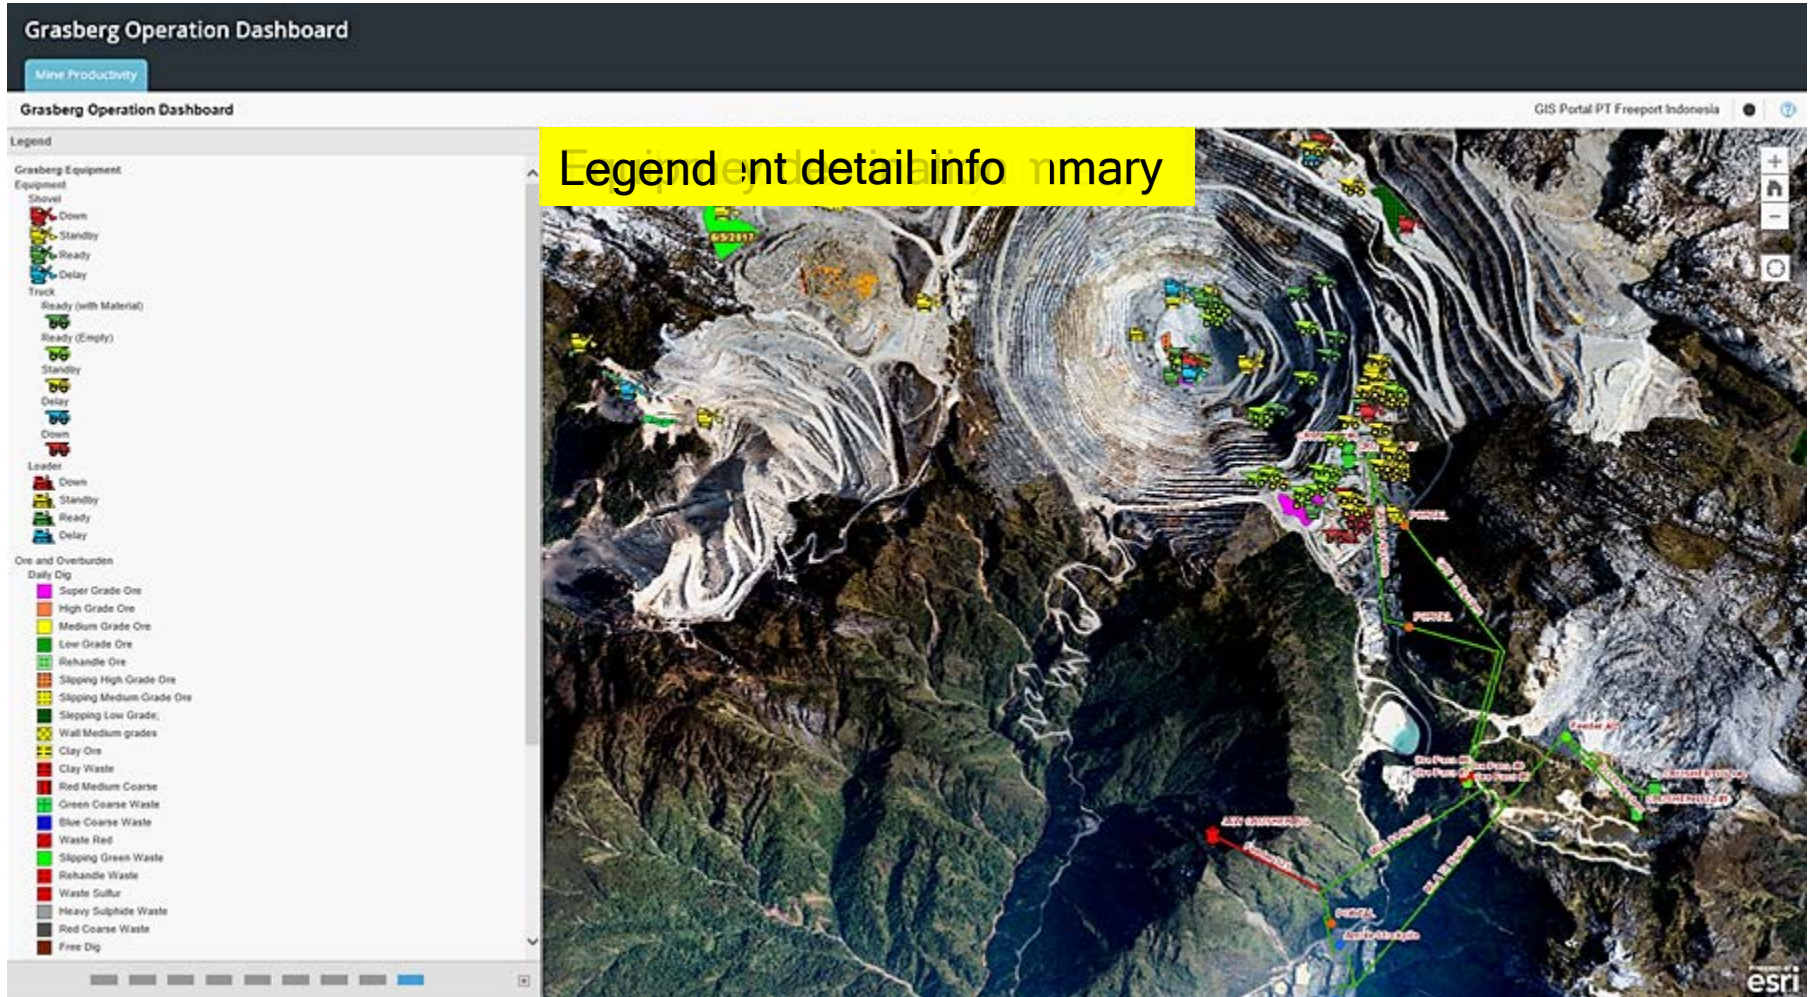 Grasberg Operation Dashboard
Mine Productivity
Grasberg Operation Dashboard
GIS Portal PT Freeport Indonesia
Legend
Grasberg Equipment
Equipment
Shovel
Down
Standby
Ready
Delay
Truck
Ready (with Material)
Ready (Empty)
Standby
Delay
Down
Loader
Down
Standby
Ready
Delay
Ore and Overburden
Daily Dig
Super Grade Ore
High Grade Ore
Medium Grade Ore
Low Grade Ore
Rehandle Ore
Slipping High Grade Ore
Slipping Medium Grade Ore
Slepping Low Grade;
Wall Medium grades
Clay Ore
Clay Waste
Red Medium Coarse
Green Coarse Waste
Blue Coarse Waste
Waste Red
Slipping Green Waste
Rehandle Waste
Waste Sulfur
Heavy Sulphide Waste
Red Coarse Waste
Free Dig
Legend
detail info
6/5/2017
PORTAL
PORTAL
JAW CRUSHER
PORTAL
esri